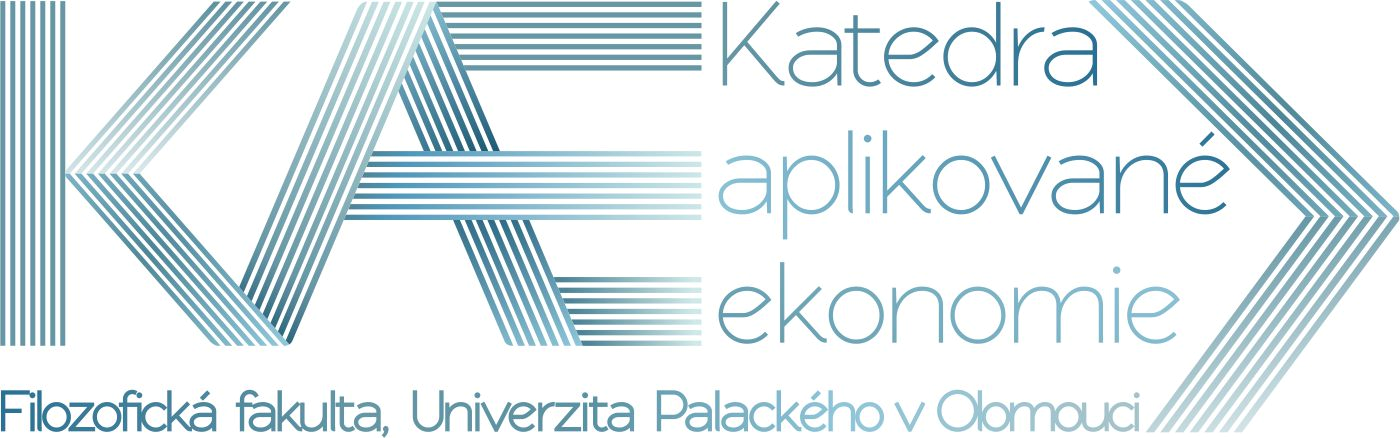 KAE
Katedra
aplikované
ekonomie
Filozofická fakulta, Univerzita Palackého v Olomouci